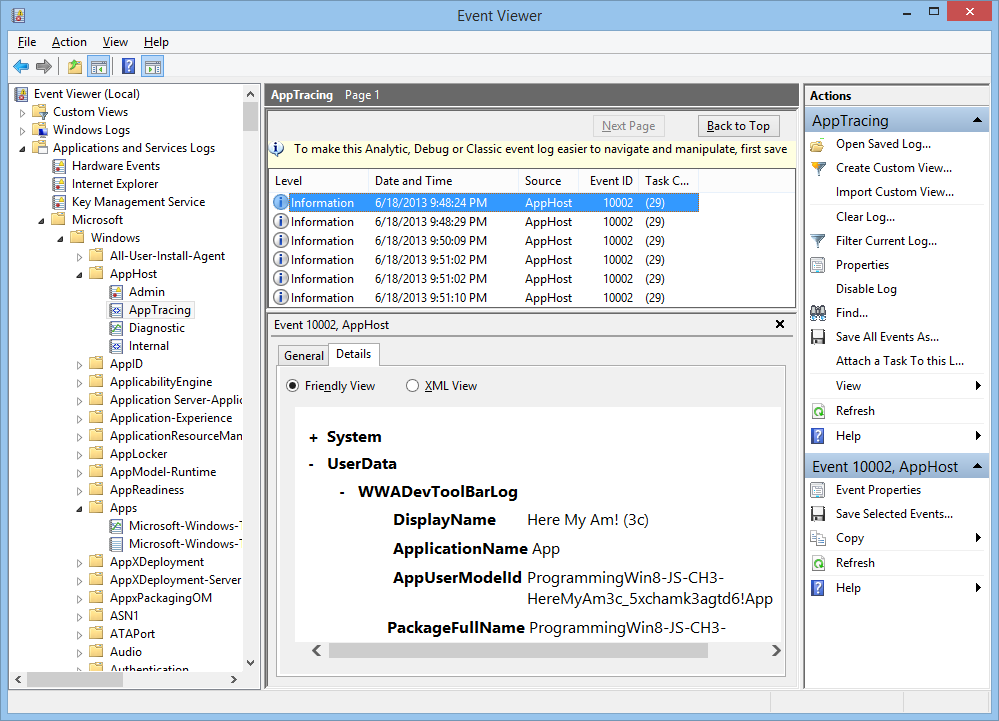 Event Viewer
File Action View Help
Event Viewer (Local)
Custom Views
Windows Logs
Applications and Services Logs
Hardware Events
Internet Explorer
Key Management Service
Microsoft
Windows
All-User-Install-Agent
AppHost
Admin
AppTracing
Diagnostic
Internal
AppID
ApplicabilityEngine
Application Server-Applic
Application-Experience
ApplicationResourceMan
AppLocker
AppModel-Runtime
AppReadiness
Apps
Microsoft-Windows-T
Microsoft-Windows-T
AppXDeployment
AppXDeployment-Server
AppxPackagingOM
ASN1
ATAPort
Audio
Authentication
AppTracing Page 1
Next Page Back to Top
To make this Analytic, Debug or Classic event log easier to navigate and manipulate, first save
Level Date and Time Source Event ID Task C...
Information 6/18/2013 9:48:24 PM AppHost 10002 (29)
Information 6/18/2013 9:48:29 PM AppHost 10002 (29)
Information 6/18/2013 9:50:09 PM AppHost 10002 (29)
Information 6/18/2013 9:51:02 PM AppHost 10002 (29)
Information 6/18/2013 9:51:02 PM AppHost 10002 (29)
Information 6/18/2013 9:51:10 PM AppHost 10002 (29)
Event 10002, AppHost
General Details
Friendly View XML View
+ System
- UserData
- WWADevToolBarLog
DisplayName Here My Am! (3c)
ApplicationName App
AppUserModelId ProgrammingWin8-JS-CH3-
HereMyAm3c_5xchamk3agtd6!App
PackageFullName ProgrammingWin8-JS-CH3-
Actions
AppTracing
Open Saved Log...
Create Custom View...
Import Custom View...
Clear Log...
Filter Current Log...
Properties
Disable Log
Find...
Save All Events As...
Attach a Task To this L...
View
Refresh
Help
Event 10002, AppHost
Event Properties
Save Selected Events...
Copy
Refresh
Help